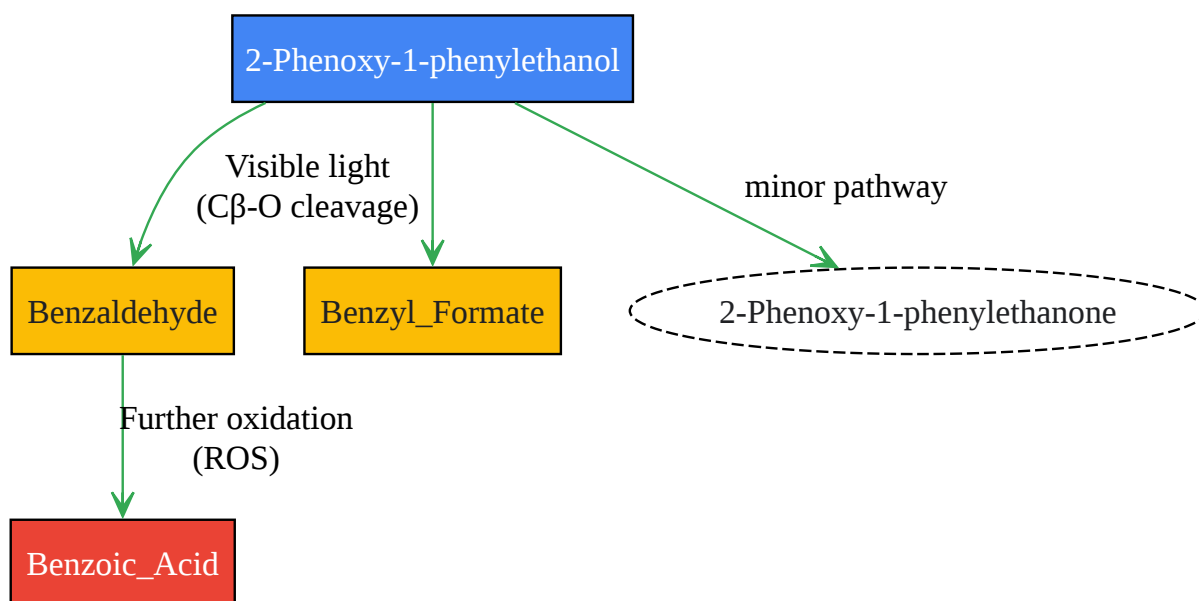 2-Phenoxy-1-phenylethanol
Visible light
(Cβ-O cleavage)
minor pathway
Benzaldehyde
Benzyl_Formate
2-Phenoxy-1-phenylethanone
Further oxidation
(ROS)
Benzoic_Acid